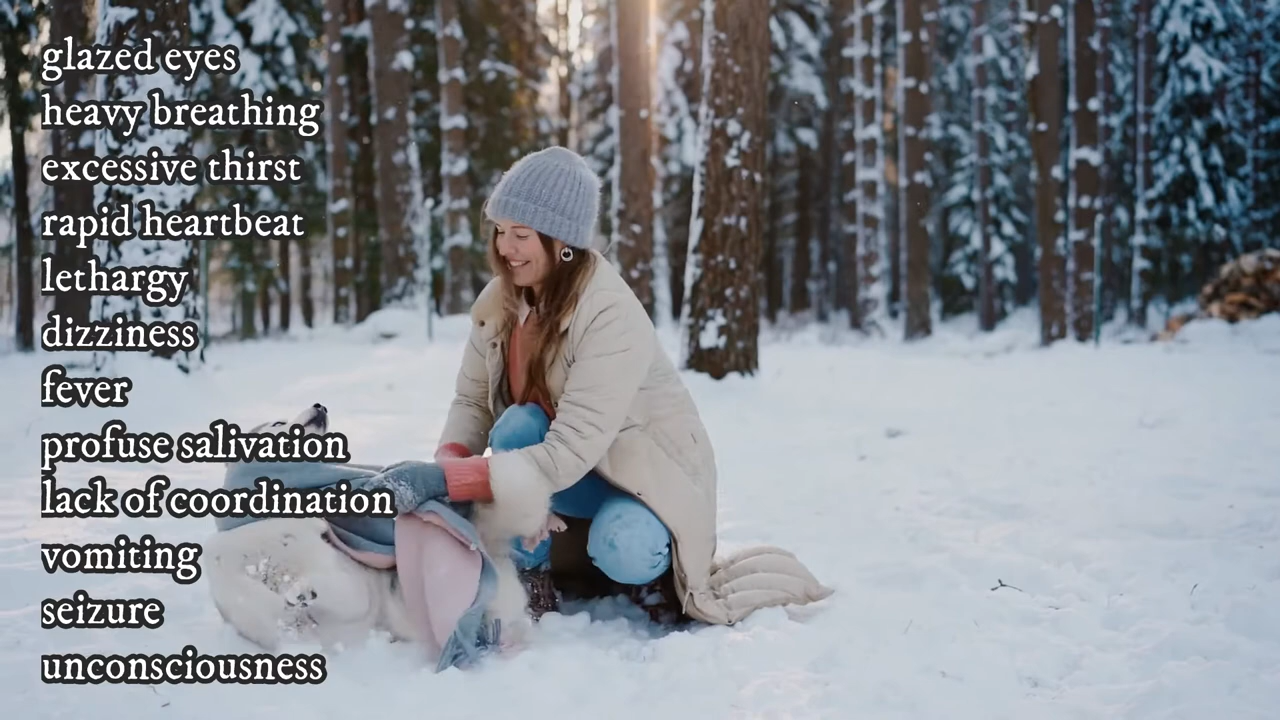 glazed eyes
heavy breathing
excessive thirst
rapid heartbeat
lethargy
dizziness
fever
profuse salivation
lack of coordination
vomiting
seizure
unconsciousness